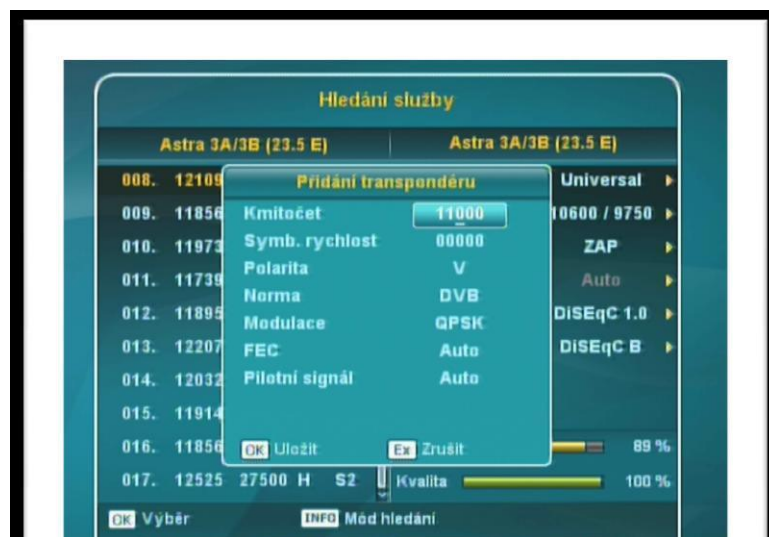 Hledání služby
Astra 3A/3B (23.5 E) Astra 3A/3B (23.5 E)
Přidání transpondéru
Kmitočet 11000
Symb. rychlost 00000
Polarita V
Norma DVB
Modulace QPSK
FEC Auto
Pilotní signál Auto
OK Uložit Ex Zrušit
008. 12109 Universal
009. 11856 10600 / 9750
010. 11973 ZAP
011. 11739 Auto
012. 11895 DiSEqC 1.0
013. 12207 DiSEqC B
014. 12032
015. 11914
016. 11856 89 %
017. 12525 27500 H S2 Kvalita 100 %
OK Výběr INFO Mód hledání